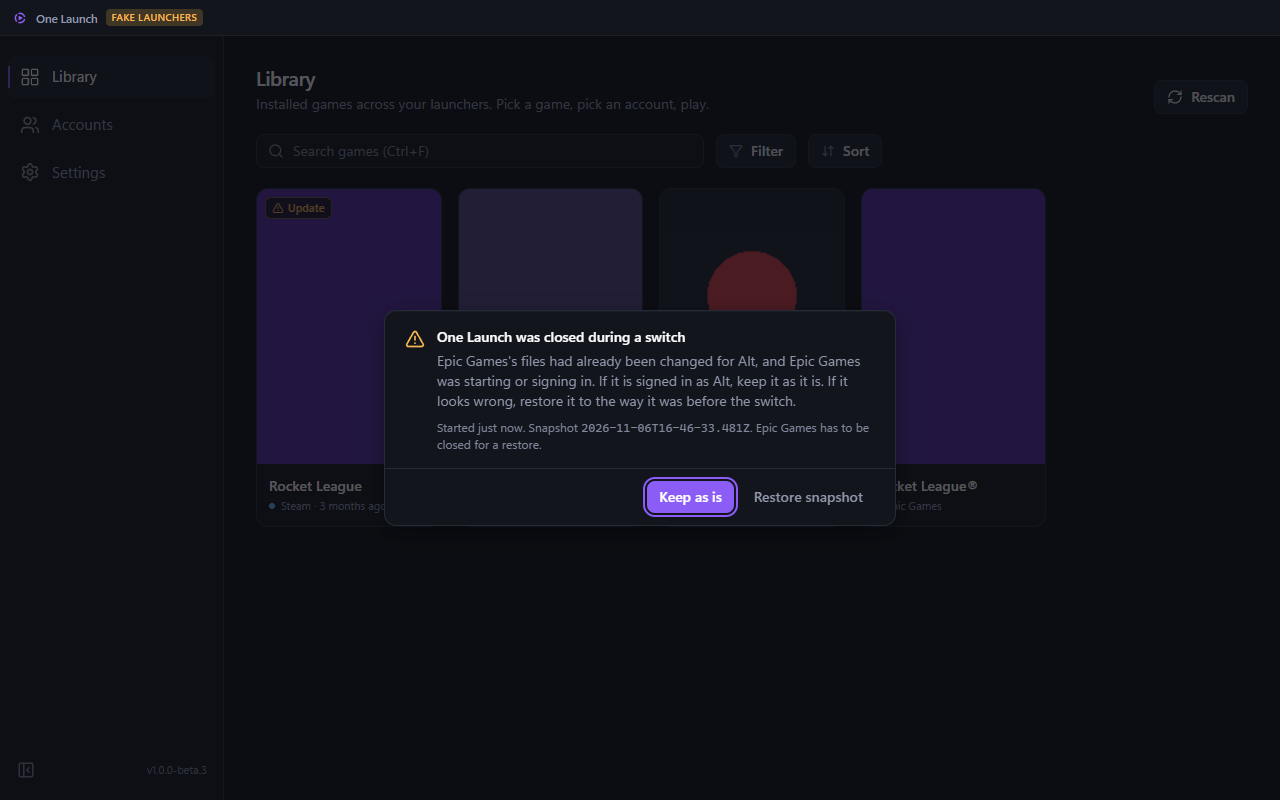 One Launch FAKE LAUNCHERS
Library
Accounts
Settings
v1.0.0-beta.3
Library
Installed games across your launchers. Pick a game, pick an account, play.
Rescan
Search games (Ctrl+F)
Filter
Sort
Update
Rocket League
Steam · 3 months ago
ket League®
ic Games
One Launch was closed during a switch
Epic Games's files had already been changed for Alt, and Epic Games
was starting or signing in. If it is signed in as Alt, keep it as it is. If it
looks wrong, restore it to the way it was before the switch.
Started just now. Snapshot 2026-11-06T16-46-33.481Z. Epic Games has to be
closed for a restore.
Keep as is
Restore snapshot